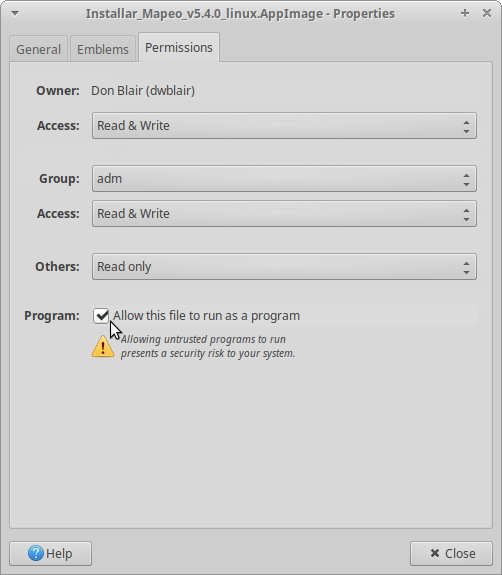 Installar_Mapeo_v5.4.0_linux.AppImage - Properties
General Emblems Permissions
Owner: Don Blair (dwblair)
Access: Read & Write
Group: adm
Access: Read & Write
Others: Read only
Program: Allow this file to run as a program
Allowing untrusted programs to run
presents a security risk to your system.
Help Close